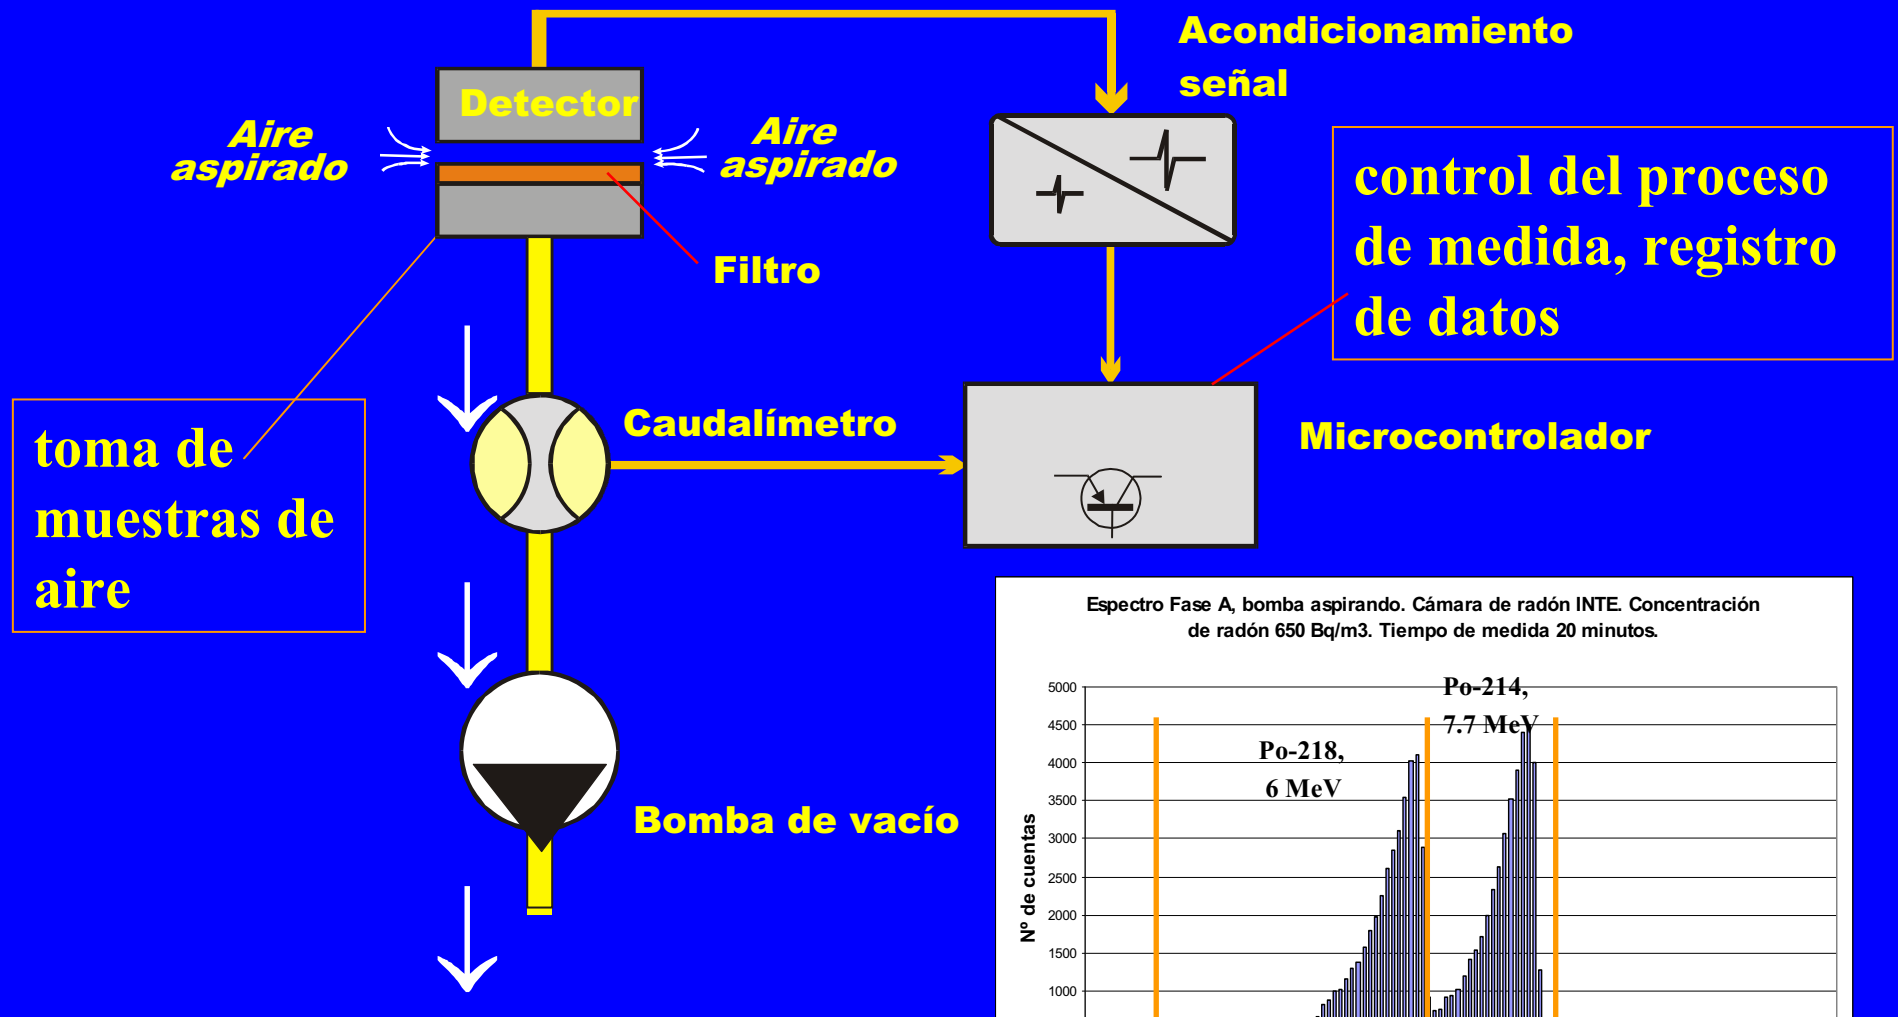 Acondicionamiento
señal
Detector
Aire
aspirado
Aire
aspirado
control del proceso
de medida, registro
de datos
Filtro
toma de
muestras de
aire
Caudalímetro
Microcontrolador
Bomba de vacío
Espectro Fase A, bomba aspirando. Cámara de radón INTE. Concentración
de radón 650 Bq/m3. Tiempo de medida 20 minutos.
Po-214,
7.7 MeV
Po-218,
6 MeV
Nº de cuentas
5000
4500
4000
3500
3000
2500
2000
1500
1000